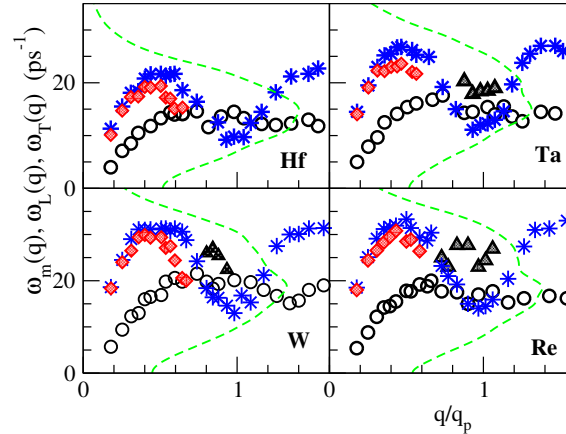 20
0
Hf
Ta
ω_m(q), ω_L(q), ω_T(q) (ps⁻¹)
20
0
W
Re
0
1
0
1
q/q_p